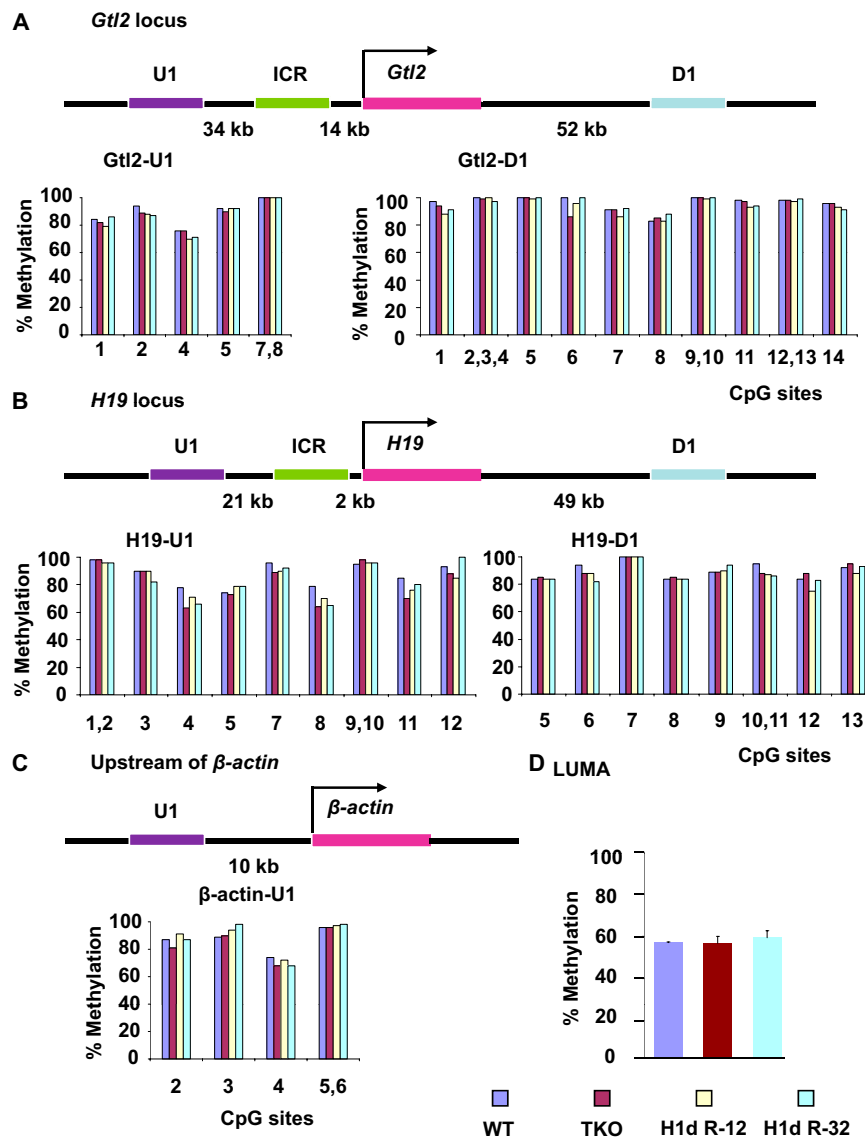 A Gtl2 locus
U1 ICR Gtl2 D1
34 kb 14 kb 52 kb
Gtl2-U1 Gtl2-D1
% Methylation
100
80
60
40
20
0
1 2 4 5 7,8
% Methylation
100
80
60
40
20
0
1 2,3,4 5 6 7 8 9,10 11 12,13 14
CpG sites
B H19 locus
U1 ICR H19 D1
21 kb 2 kb 49 kb
H19-U1 H19-D1
% Methylation
100
80
60
40
20
0
1,2 3 4 5 7 8 9,10 11 12
% Methylation
100
80
60
40
20
0
5 6 7 8 9 10,11 12 13
CpG sites
C Upstream of β-actin
U1 β-actin
10 kb
β-actin-U1
% Methylation
100
80
60
40
20
0
2 3 4 5,6
CpG sites
D LUMA
% Methylation
100
80
60
40
20
0
WT TKO H1d R-12 H1d R-32